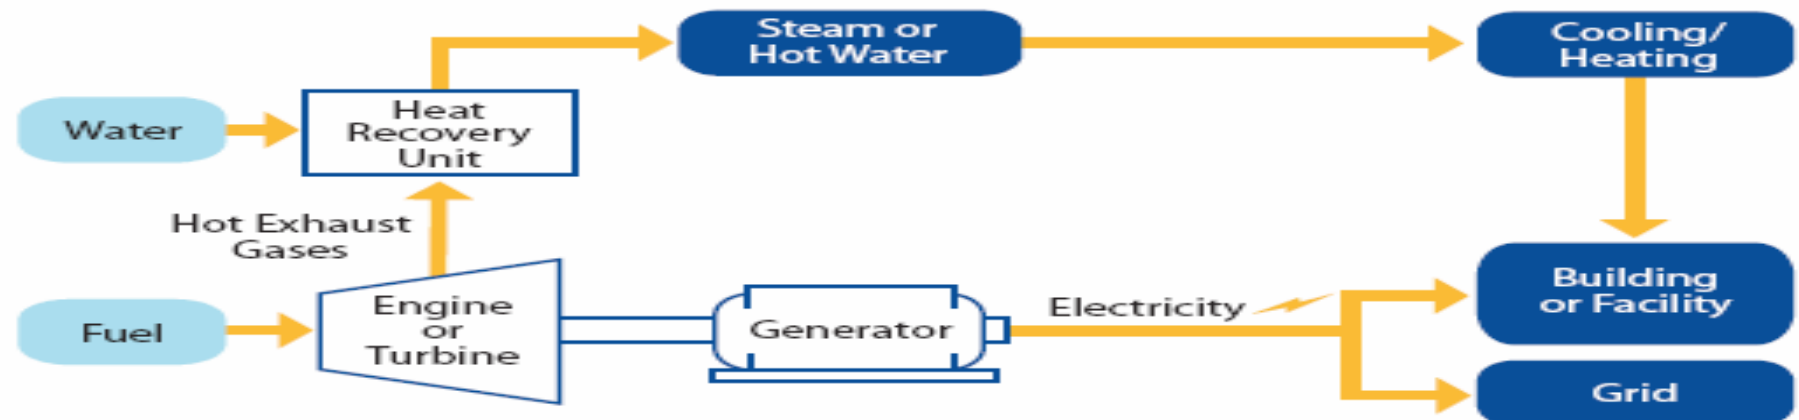 Steam or
Hot Water
Cooling/
Heating
Water
Heat
Recovery
Unit
Hot Exhaust
Gases
Fuel
Engine
or
Turbine
Generator
Electricity
Building
or Facility
Grid